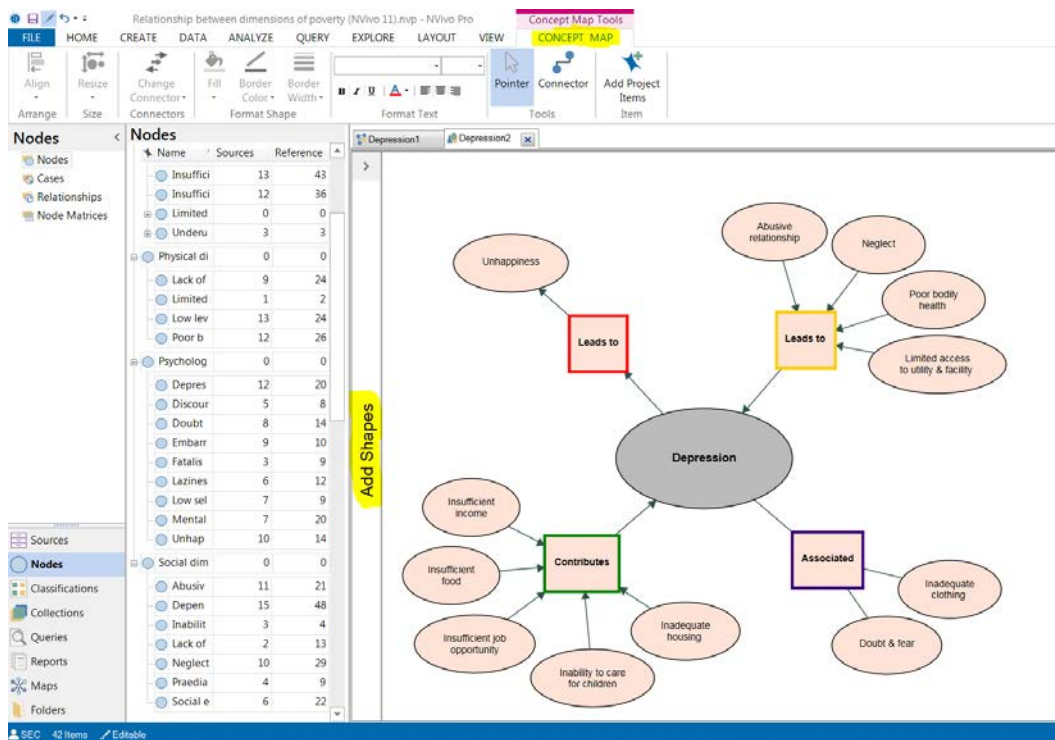 Relationship between dimensions of poverty (NVivo 11).nvp - NVivo Pro
Concept Map Tools
FILE HOME CREATE DATA ANALYZE QUERY EXPLORE LAYOUT VIEW CONCEPT MAP
Align
Resize
Change
Connector
Fill
Border
Color
Border
Width
B I U A
Pointer
Connector
Add Project
Items
Arrange Size Connectors Format Shape Format Text Tools Item
Nodes
Nodes
Cases
Relationships
Node Matrices
Sources
Nodes
Classifications
Collections
Queries
Reports
Maps
Folders
Nodes
Name Sources Reference
Insuffici 13 43
Insuffici 12 36
Limited 0 0
Underu 3 3
Physical di 0 0
Lack of 9 24
Limited 1 2
Low lev 13 24
Poor b 12 26
Psycholog 0 0
Depres 12 20
Discour 5 8
Doubt 8 14
Embarr 9 10
Fatalis 3 9
Lazines 6 12
Low sel 7 9
Mental 7 20
Unhap 10 14
Social dim 0 0
Abusiv 11 21
Depen 15 48
Inabilit 3 4
Lack of 2 13
Neglect 10 29
Praedia 4 9
Social e 6 22
Depression1 Depression2
Add Shapes
Unhappiness
Abusive
relationship
Neglect
Poor bodily
health
Limited access
to utility & facility
Leads to
Leads to
Depression
Insufficient
income
Insufficient
food
Insufficient job
opportunity
Inability to care
for children
Inadequate
housing
Contributes
Associated
Inadequate
clothing
Doubt & fear
SEC 42 Items Editable